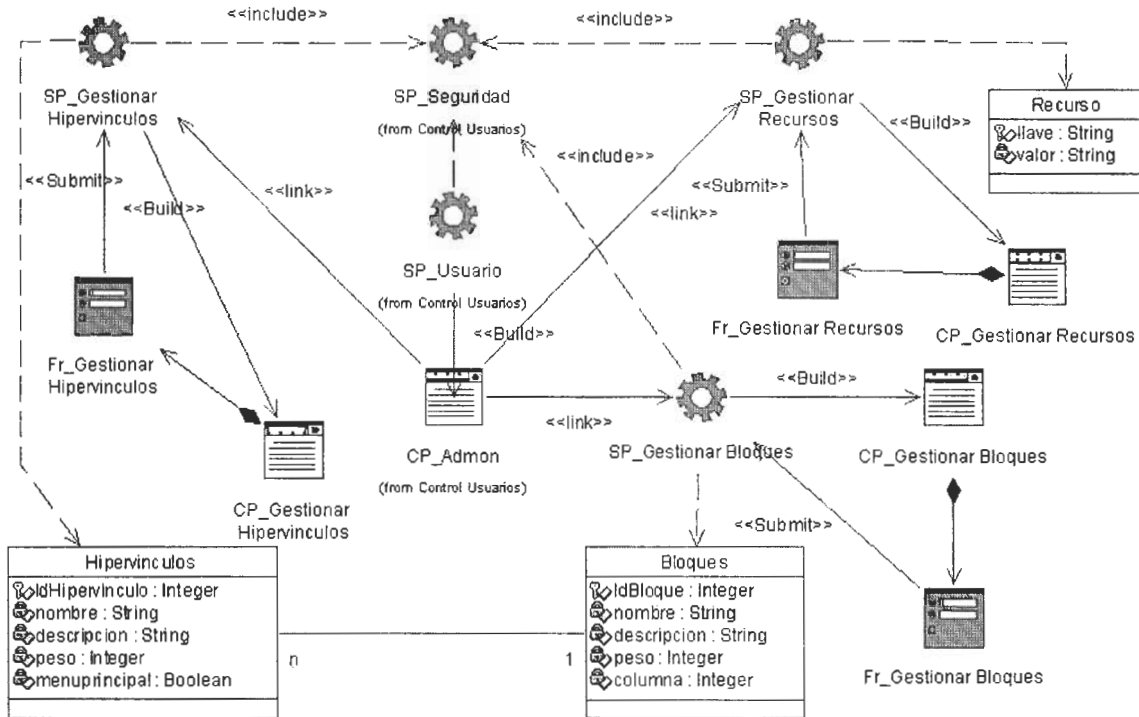 <<include>>
<<include>>
SP_Gestionar
Hipervinculos
SP_Seguridad
(from Control Usuarios)
SP_Gestionar
Recursos
Recurso
llave : String
valor : String
<<Build>>
<<include>>
<<Submit>>
<<link>>
<<Submit>>
<<Build>>
<<link>>
SP_Usuario
(from Control Usuarios)
<<Build>>
Fr_Gestionar
Hipervinculos
Fr_Gestionar Recursos
CP_Gestionar Recursos
<<Build>>
<<link>>
CP_Admon
(from Control Usuarios)
SP_Gestionar Bloques
CP_Gestionar Bloques
CP_Gestionar
Hipervinculos
<<Submit>>
Hipervinculos
IdHipervinculo : Integer
nombre : String
descripcion : String
peso : Integer
menuprincipal : Boolean
n
1
Bloques
IdBloque : Integer
nombre : String
descripcion : String
peso : Integer
columna : Integer
Fr_Gestionar Bloques